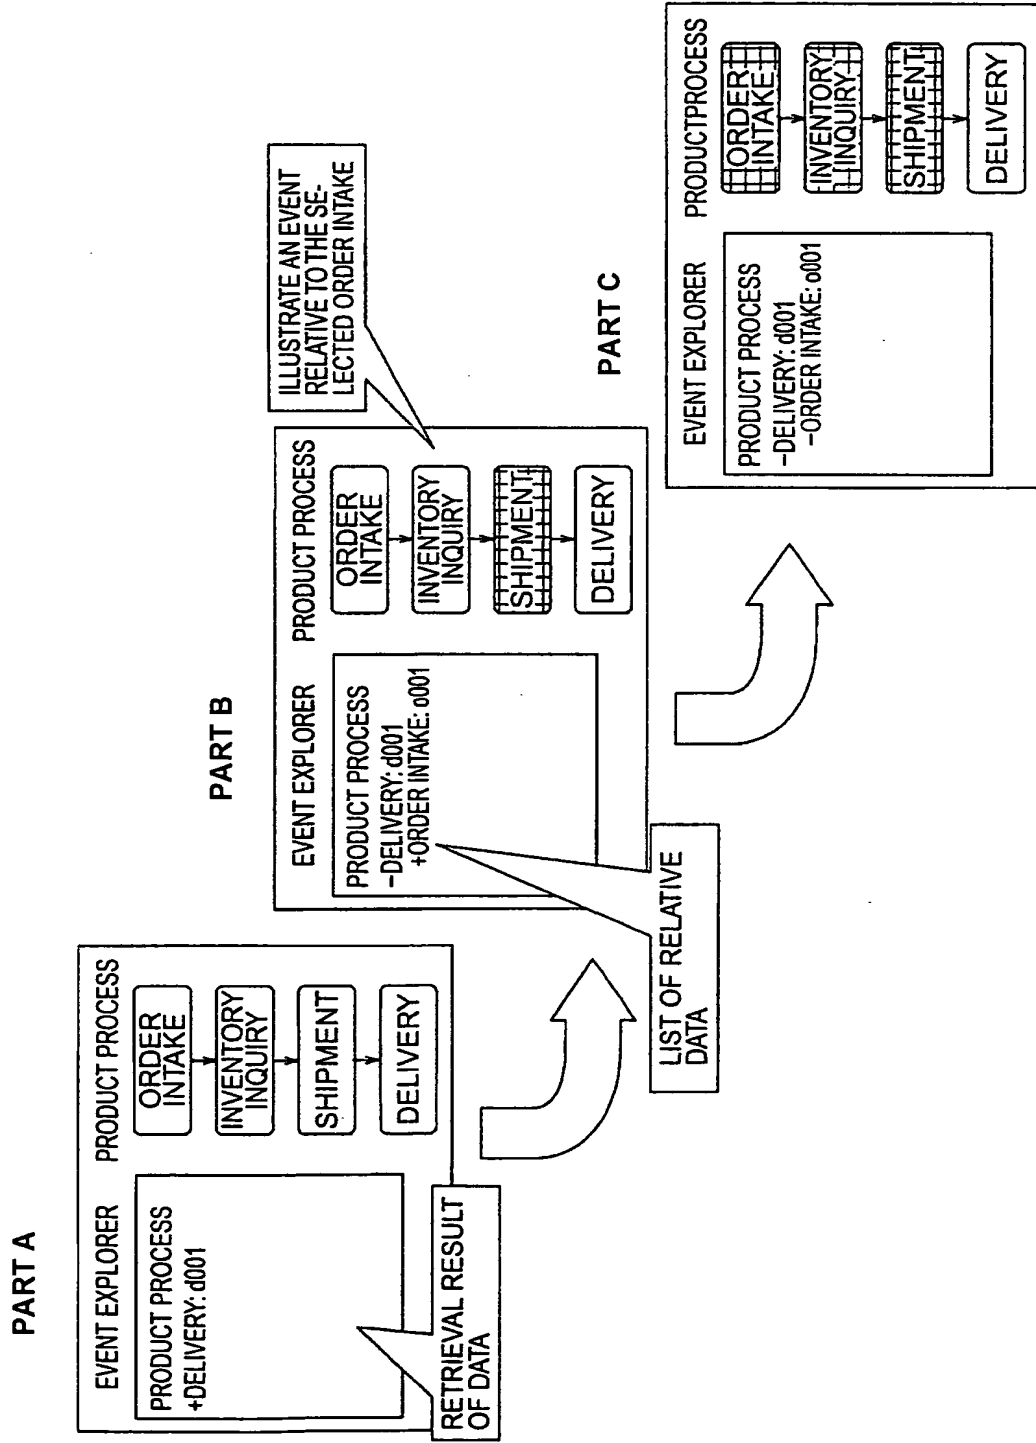 PART A
EVENT EXPLORER
PRODUCT PROCESS
PRODUCT PROCESS
+DELIVERY: d001
ORDER
INTAKE
INVENTORY
INQUIRY
SHIPMENT
DELIVERY
RETRIEVAL RESULT
OF DATA
PART B
EVENT EXPLORER
PRODUCT PROCESS
PRODUCT PROCESS
−DELIVERY: d001
+ORDER INTAKE: o001
ORDER
INTAKE
INVENTORY
INQUIRY
SHIPMENT
DELIVERY
LIST OF RELATIVE
DATA
ILLUSTRATE AN EVENT
RELATIVE TO THE SE-
LECTED ORDER INTAKE
PART C
EVENT EXPLORER
PRODUCTPROCESS
PRODUCT PROCESS
−DELIVERY: d001
−ORDER INTAKE: o001
ORDER
INTAKE
INVENTORY
INQUIRY
SHIPMENT
DELIVERY